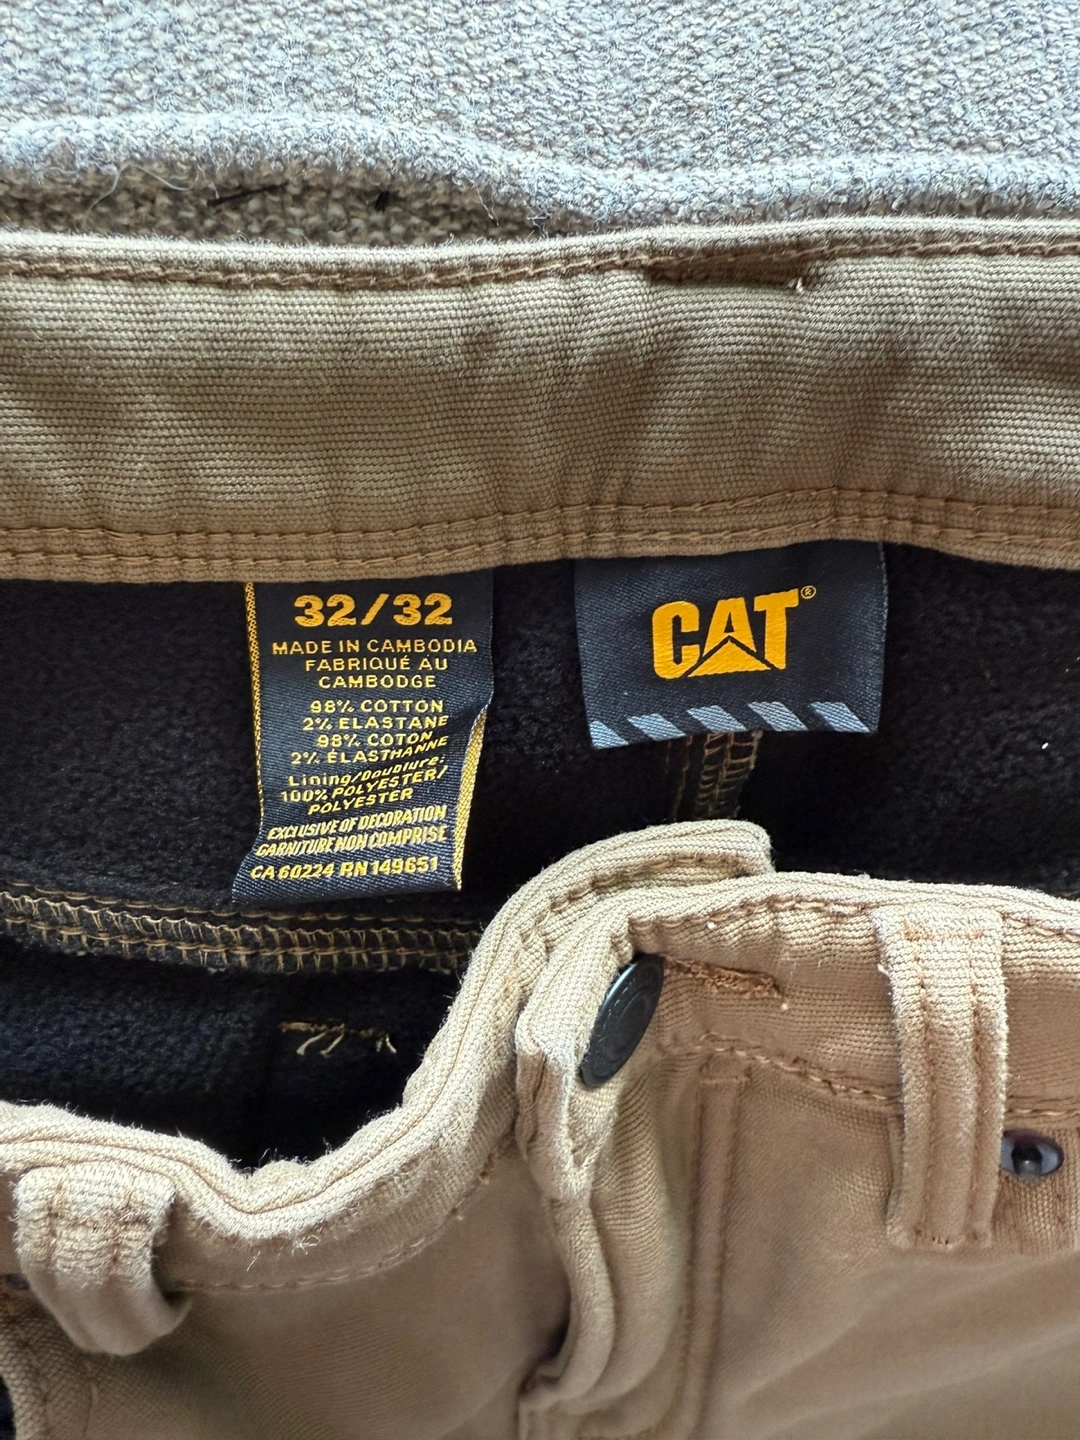 32/32
MADE IN CAMBODIA
FABRIQUÉ AU
CAMBODGE
98% COTTON
2% ELASTANE
98% COTON
2% ÉLASTHANNE
Lining/Doublure:
100% POLYESTER/
POLYESTER
EXCLUSIVE OF DECORATION
GARNITURE NON COMPRISE
CA 60224 RN 149651
CAT®